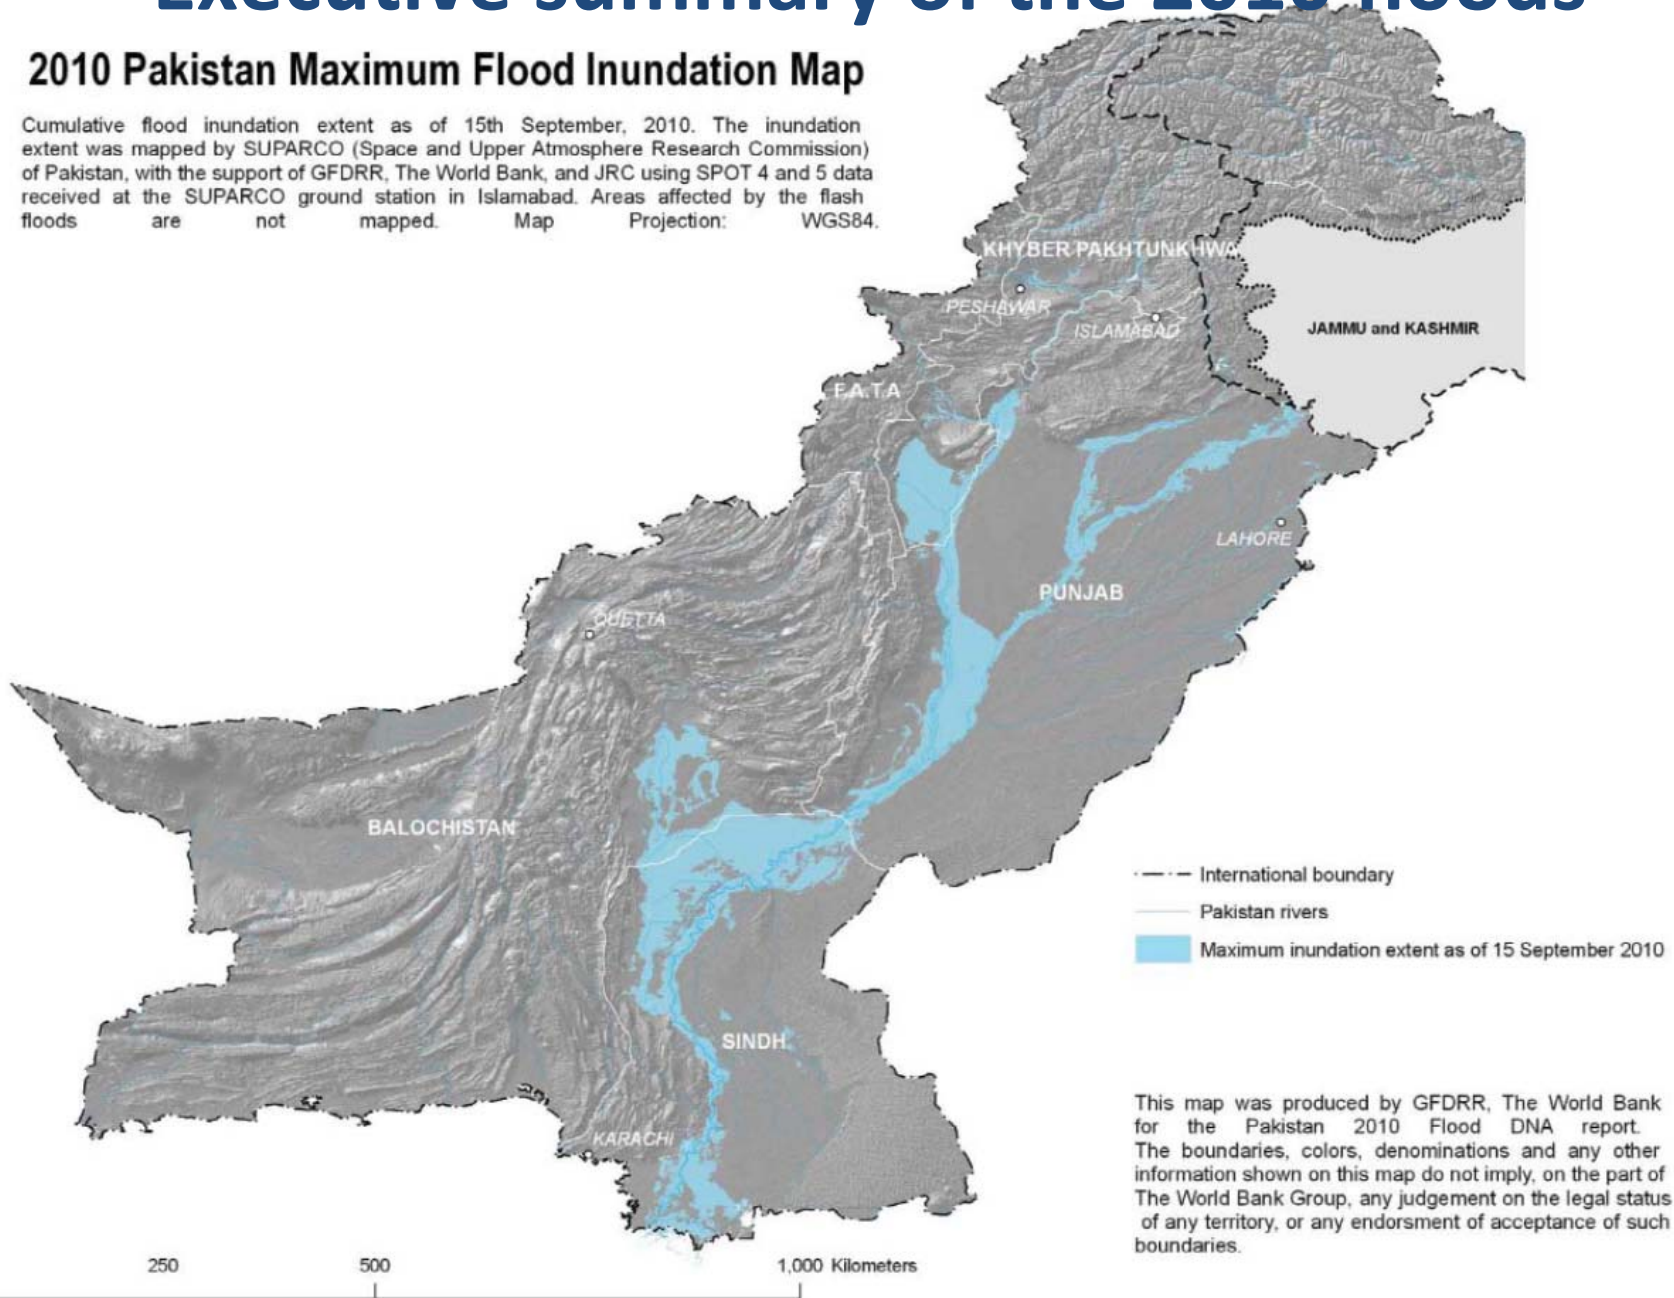 Executive summary of the 2010 floods
2010 Pakistan Maximum Flood Inundation Map
Cumulative flood inundation extent as of 15th September, 2010. The inundation
extent was mapped by SUPARCO (Space and Upper Atmosphere Research Commission)
of Pakistan, with the support of GFDRR, The World Bank, and JRC using SPOT 4 and 5 data
received at the SUPARCO ground station in Islamabad. Areas affected by the flash
floods are not mapped. Map Projection: WGS84.
KHYBER PAKHTUNKHWA
PESHAWAR
ISLAMABAD
JAMMU and KASHMIR
F.A.T.A
LAHORE
PUNJAB
QUETTA
BALOCHISTAN
International boundary
Pakistan rivers
Maximum inundation extent as of 15 September 2010
SINDH
KARACHI
This map was produced by GFDRR, The World Bank
for the Pakistan 2010 Flood DNA report.
The boundaries, colors, denominations and any other
information shown on this map do not imply, on the part of
The World Bank Group, any judgement on the legal status
of any territory, or any endorsment of acceptance of such
boundaries.
250 500 1,000 Kilometers